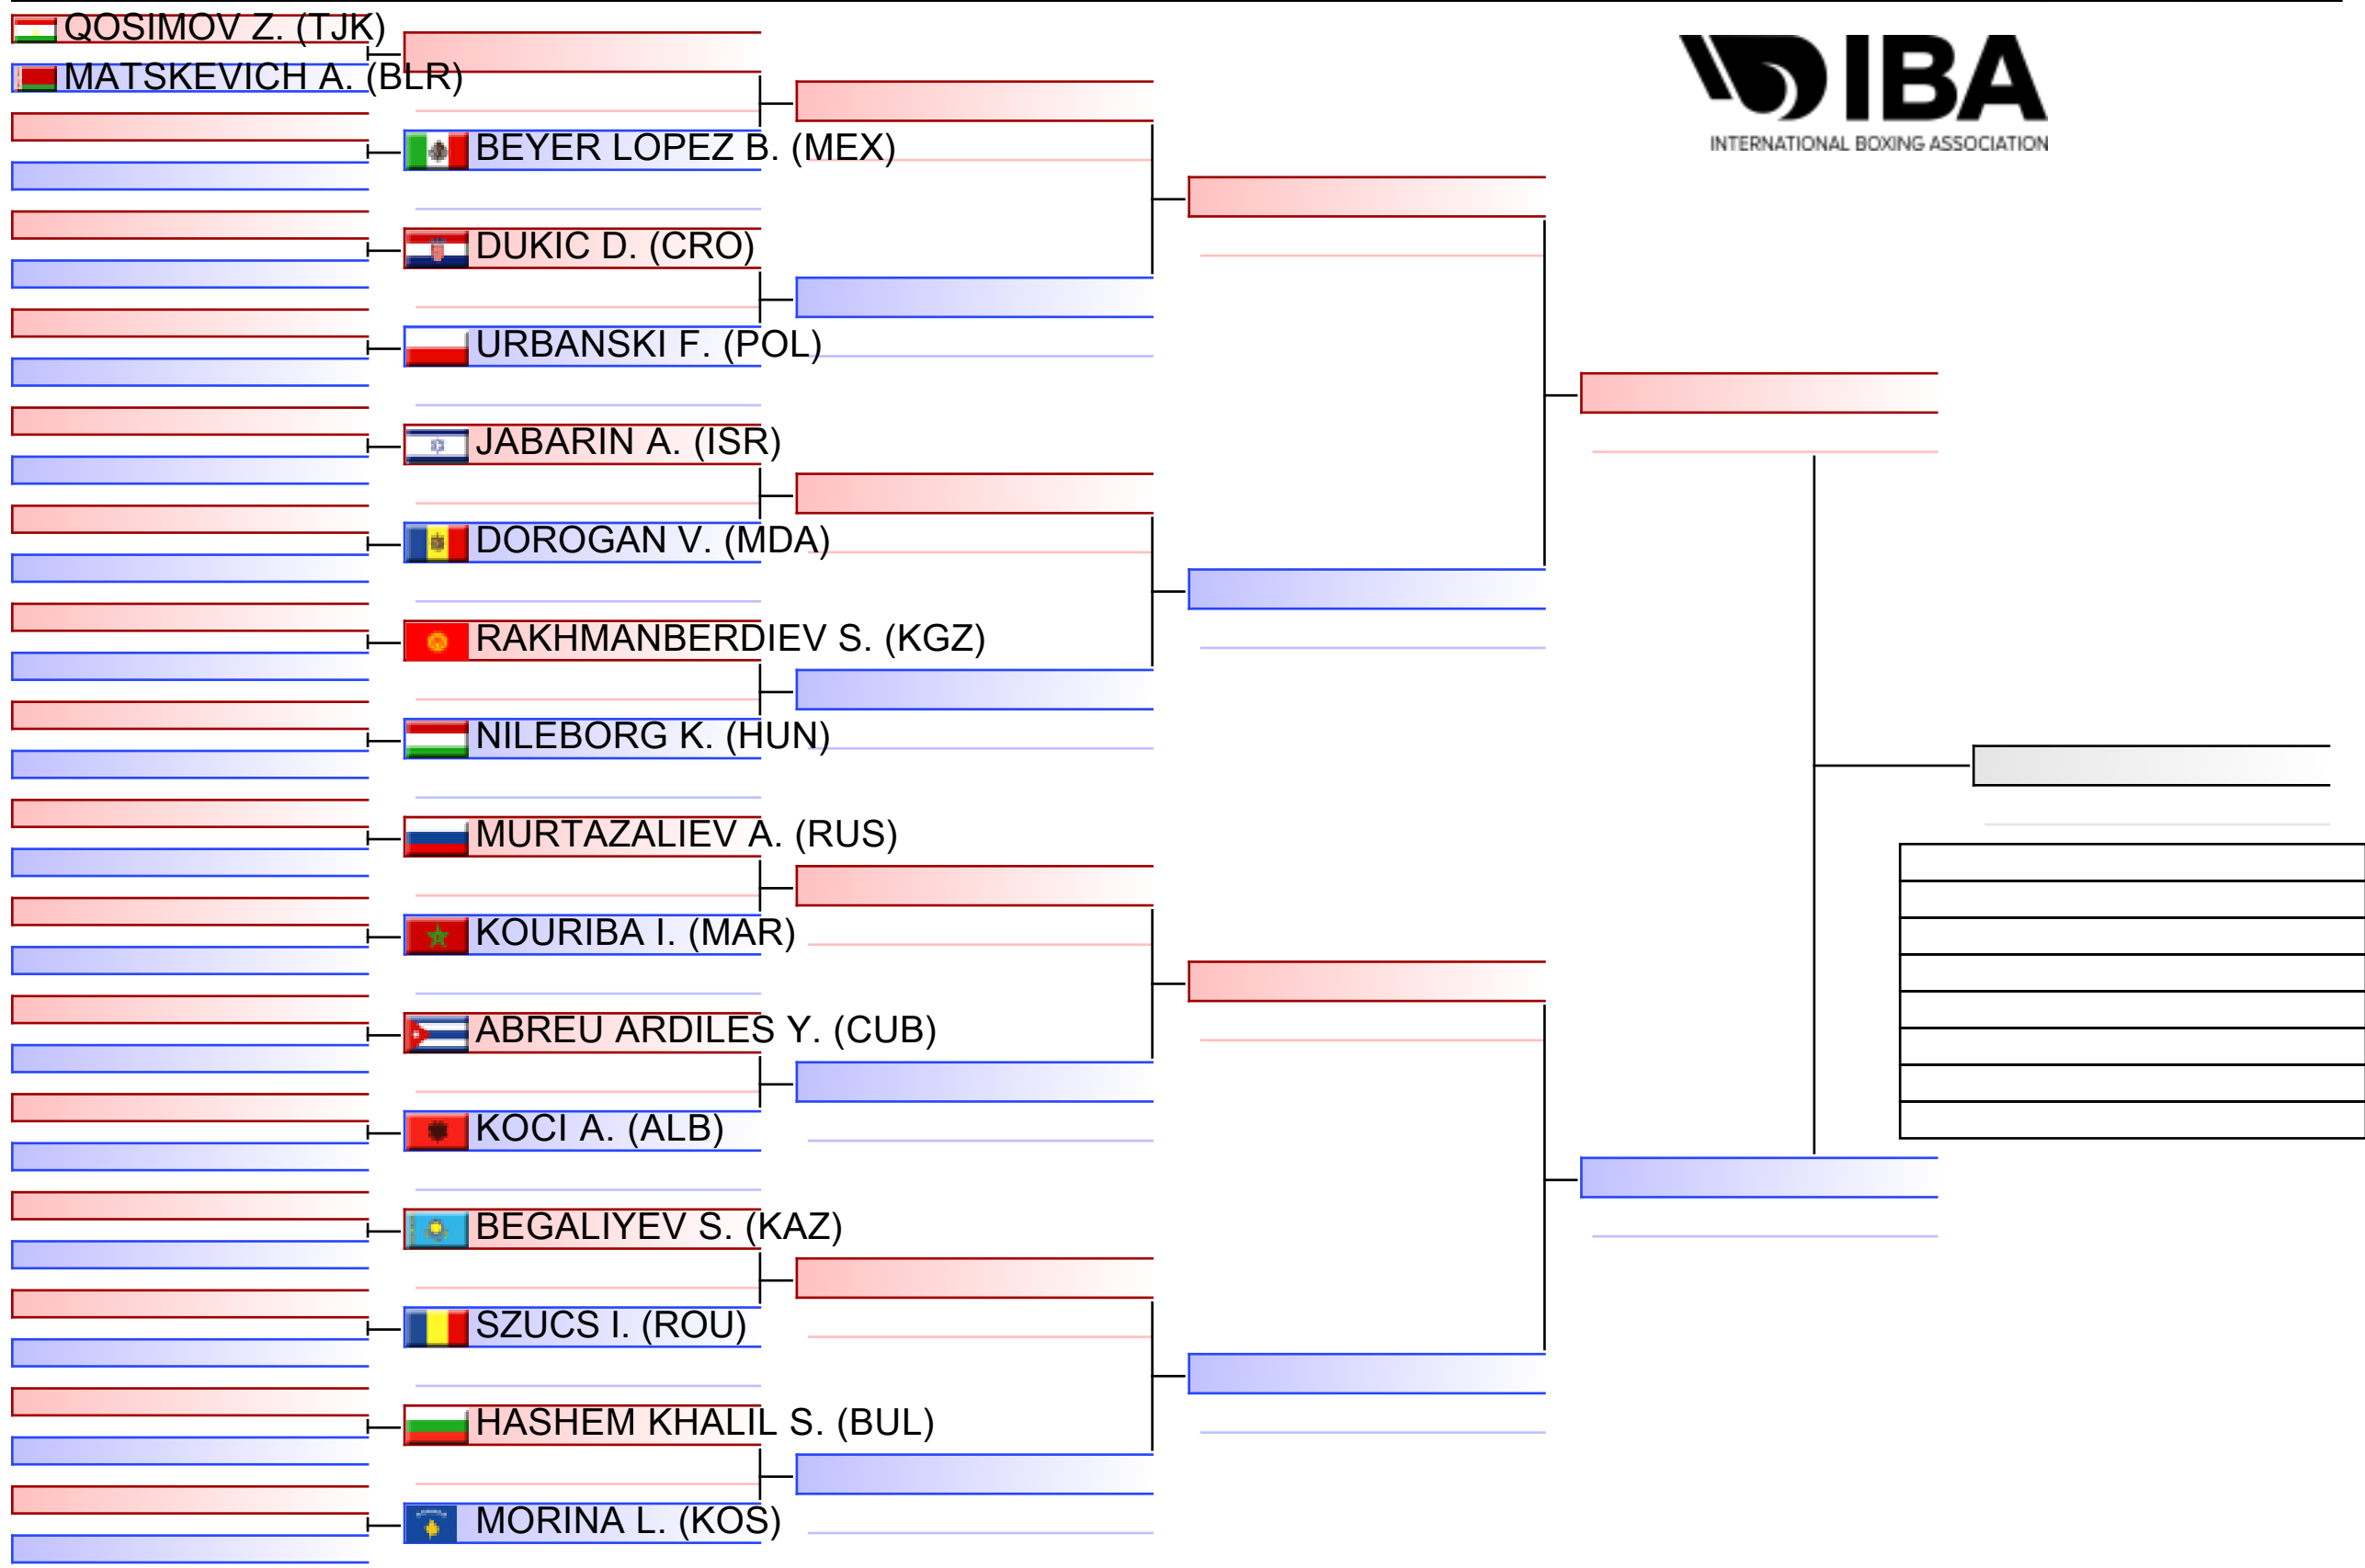 QOSIMOV Z. (TJK)
MATSKEVICH A. (BLR)
BEYER LOPEZ B. (MEX)
DUKIC D. (CRO)
URBANSKI F. (POL)
JABARIN A. (ISR)
DOROGAN V. (MDA)
RAKHMANBERDIEV S. (KGZ)
NILEBORG K. (HUN)
MURTAZALIEV A. (RUS)
KOURIBA I. (MAR)
ABREU ARDILES Y. (CUB)
KOCI A. (ALB)
BEGALIYEV S. (KAZ)
SZUCS I. (ROU)
HASHEM KHALIL S. (BUL)
MORINA L. (KOS)
IBA
INTERNATIONAL BOXING ASSOCIATION